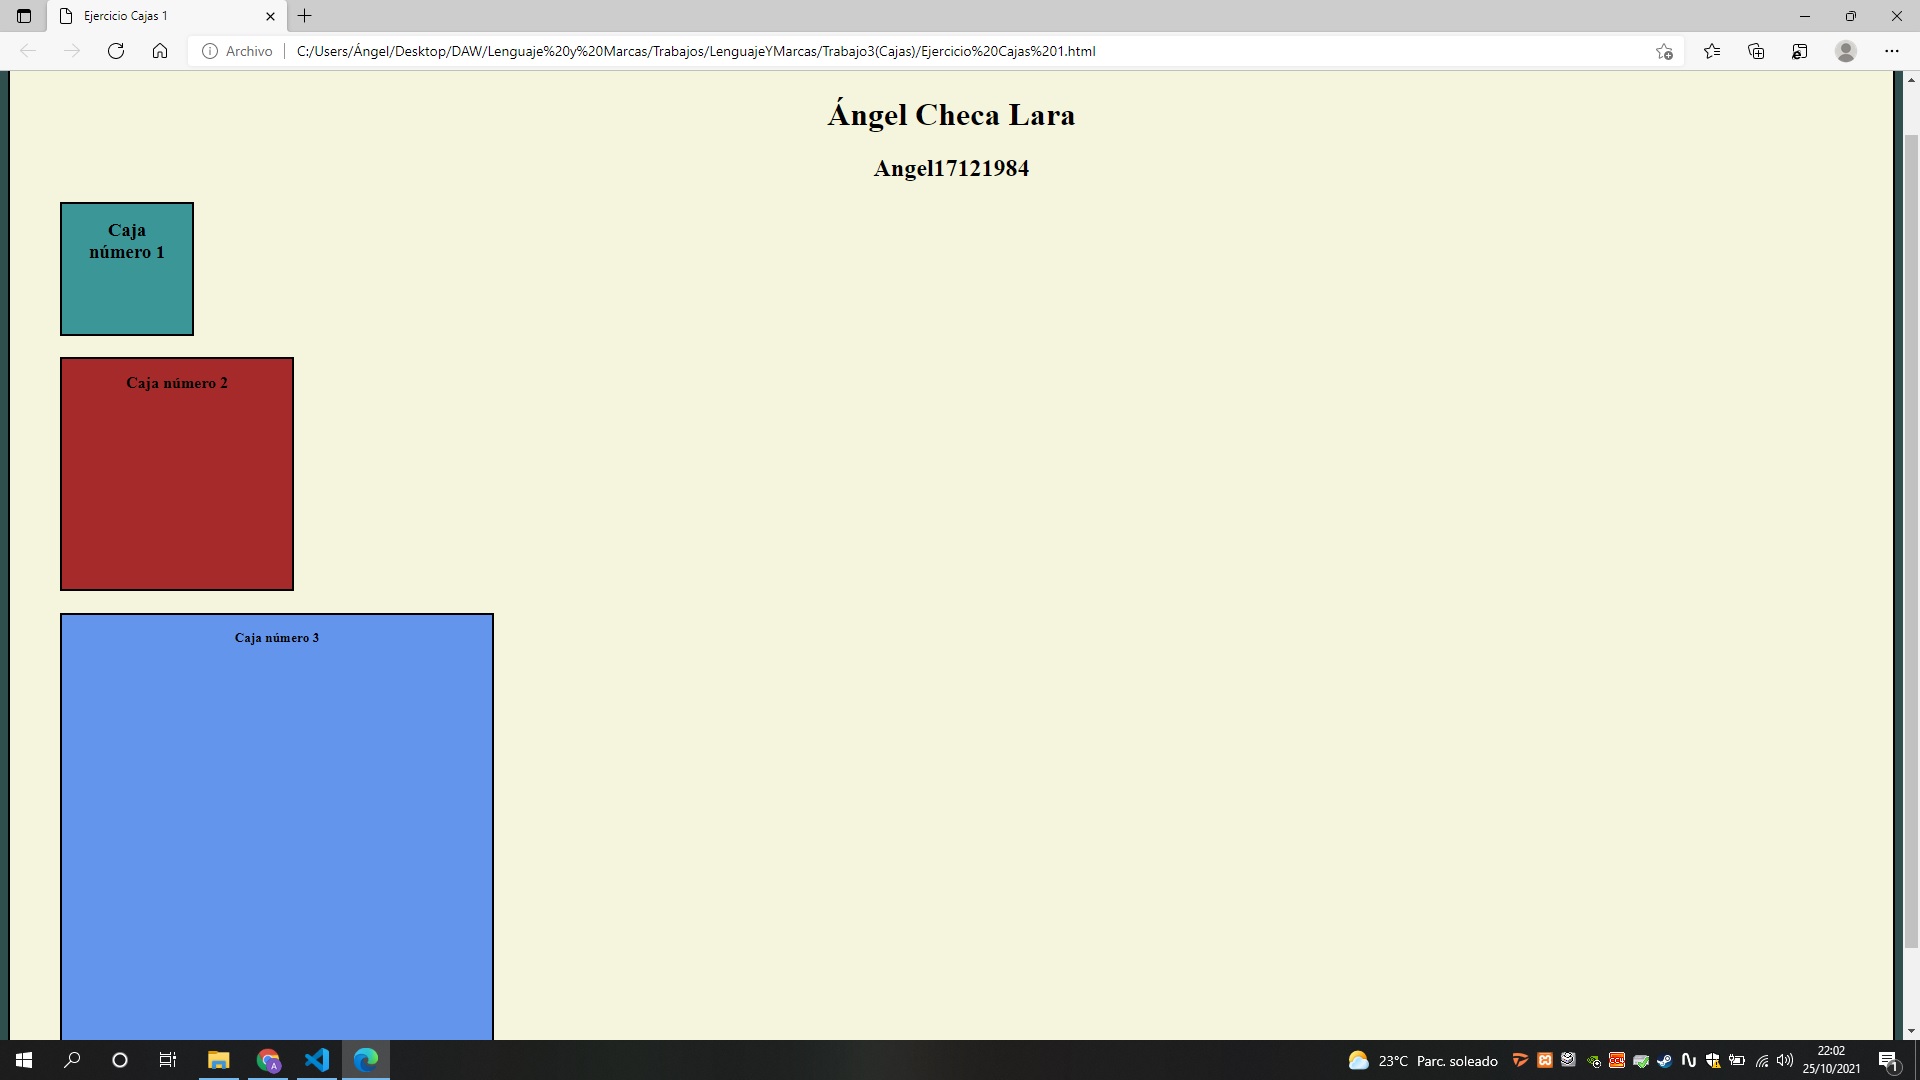 Ejercicio Cajas 1
Archivo
C:/Users/Ángel/Desktop/DAW/Lenguaje%20y%20Marcas/Trabajos/LenguajeYMarcas/Trabajo3(Cajas)/Ejercicio%20Cajas%201.html
Ángel Checa Lara
Angel17121984
Caja
número 1
Caja número 2
Caja número 3
23°C Parc. soleado
22:02
25/10/2021
1